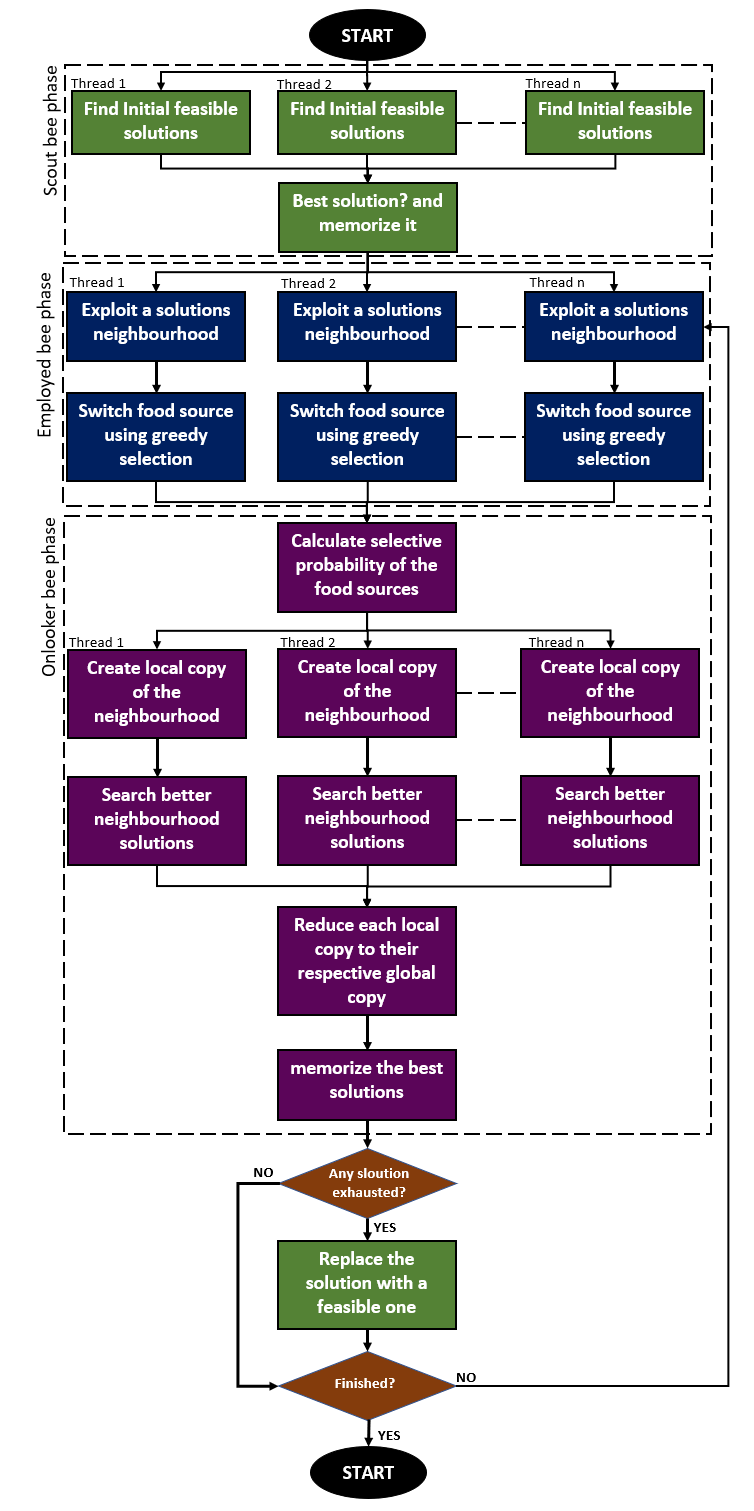 START
Scout bee phase
Thread 1
Thread 2
Thread n
Find Initial feasible
solutions
Find Initial feasible
solutions
Find Initial feasible
solutions
Best solution? and
memorize it
Employed bee phase
Thread 1
Thread 2
Thread n
Exploit a solutions
neighbourhood
Exploit a solutions
neighbourhood
Exploit a solutions
neighbourhood
Switch food source
using greedy
selection
Switch food source
using greedy
selection
Switch food source
using greedy
selection
Onlooker bee phase
Calculate selective
probability of the
food sources
Thread 1
Thread 2
Thread n
Create local copy
of the
neighbourhood
Create local copy
of the
neighbourhood
Create local copy
of the
neighbourhood
Search better
neighbourhood
solutions
Search better
neighbourhood
solutions
Search better
neighbourhood
solutions
Reduce each local
copy to their
respective global
copy
memorize the best
solutions
NO
Any sloution
exhausted?
YES
Replace the
solution with a
feasible one
Finished?
NO
YES
START